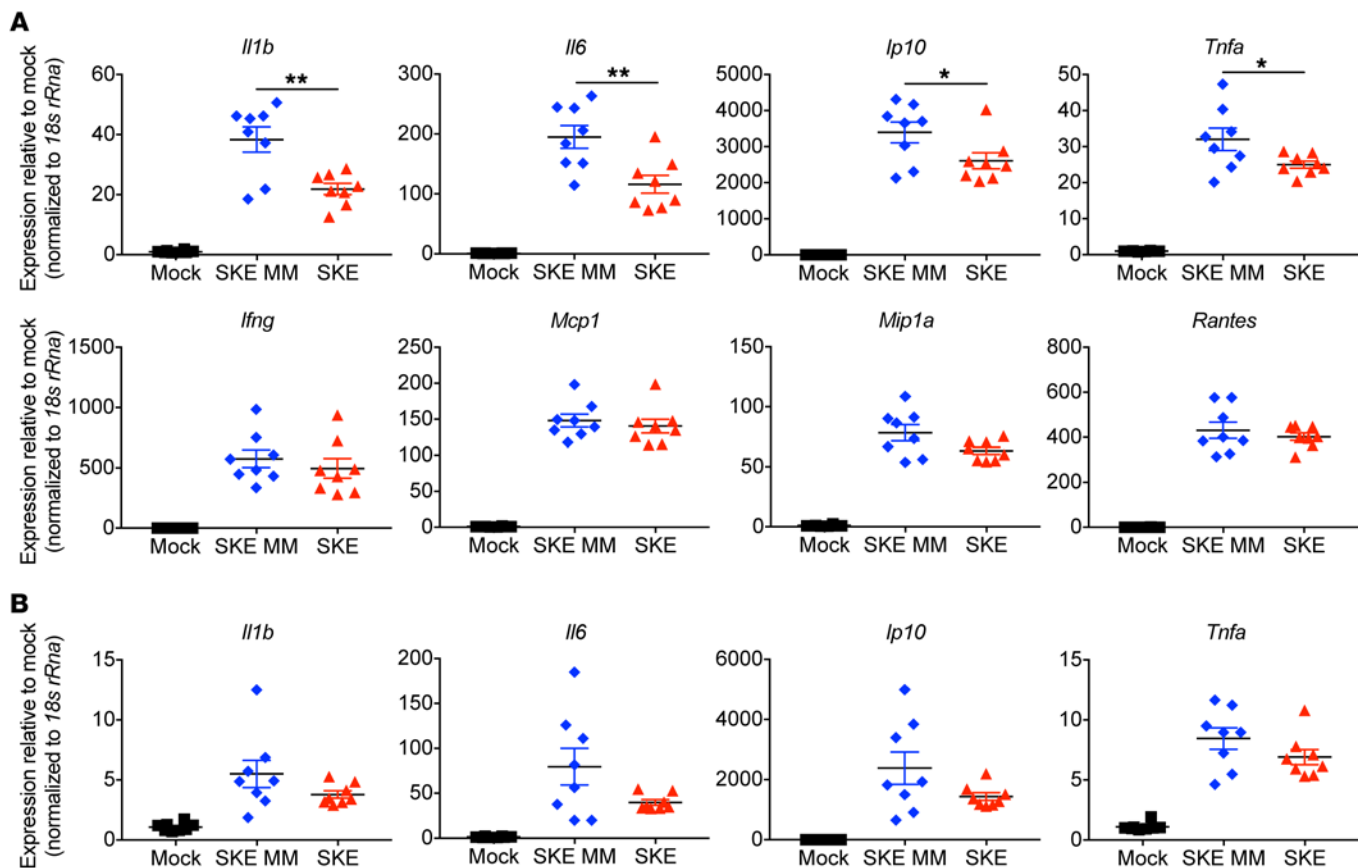 A
Il1b
Il6
Ip10
Tnfa
Expression relative to mock
(normalized to 18s rRna)
60
40
20
0
**
Mock SKE MM SKE
300
200
100
0
**
Mock SKE MM SKE
5000
4000
3000
2000
1000
0
*
Mock SKE MM SKE
50
40
30
20
10
0
*
Mock SKE MM SKE
Ifng
Mcp1
Mip1a
Rantes
Expression relative to mock
(normalized to 18s rRna)
1500
1000
500
0
Mock SKE MM SKE
250
200
150
100
50
0
Mock SKE MM SKE
150
100
50
0
Mock SKE MM SKE
800
600
400
200
0
Mock SKE MM SKE
B
Il1b
Il6
Ip10
Tnfa
Expression relative to mock
(normalized to 18s rRna)
15
10
5
0
Mock SKE MM SKE
200
150
100
50
0
Mock SKE MM SKE
6000
4000
2000
0
Mock SKE MM SKE
15
10
5
0
Mock SKE MM SKE